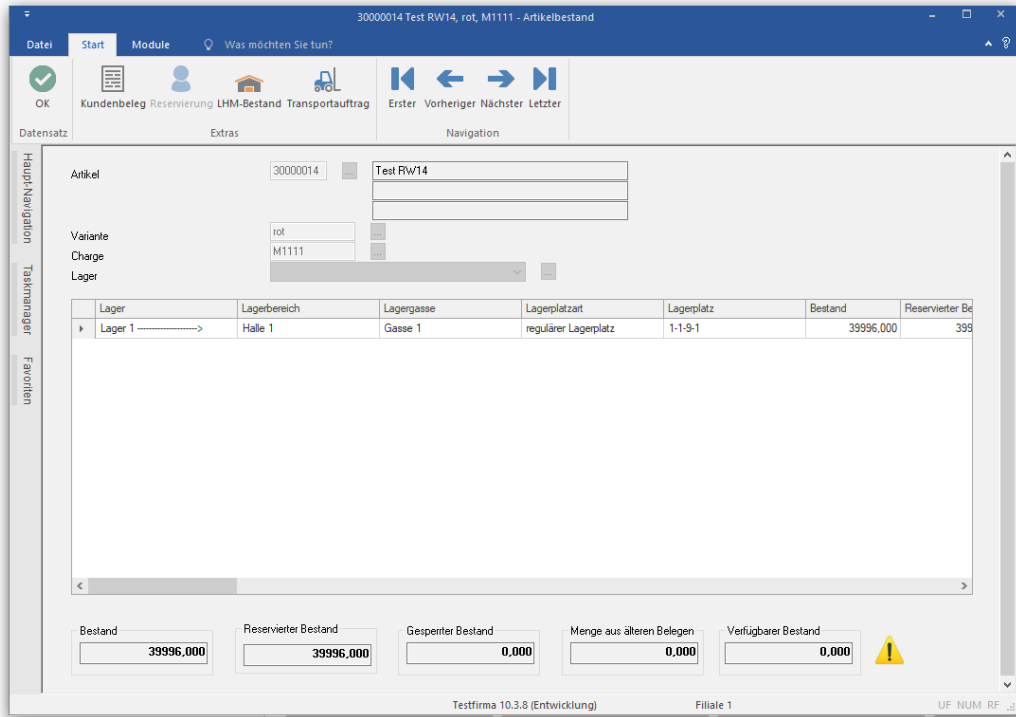 30000014 Test RW14, rot, M1111 - Artikelbestand
Datei Start Module Was möchten Sie tun?
OK Kundenbeleg Reservierung LHM-Bestand Transportauftrag Erster Vorheriger Nächster Letzter
Datensatz Extras Navigation
Haupt-Navigation
Taskmanager
Favoriten
Artikel 30000014 ... Test RW14
Variante rot ...
Charge M1111 ...
Lager ...
Lager Lagerbereich Lagergasse Lagerplatzart Lagerplatz Bestand Reservierter Be
Lager 1 --------------------> Halle 1 Gasse 1 regulärer Lagerplatz 1-1-9-1 39996,000 399
Bestand Reservierter Bestand Gesperrter Bestand Menge aus älteren Belegen Verfügbarer Bestand
39996,000 39996,000 0,000 0,000 0,000
Testfirma 10.3.8 (Entwicklung) Filiale 1 UF NUM RF